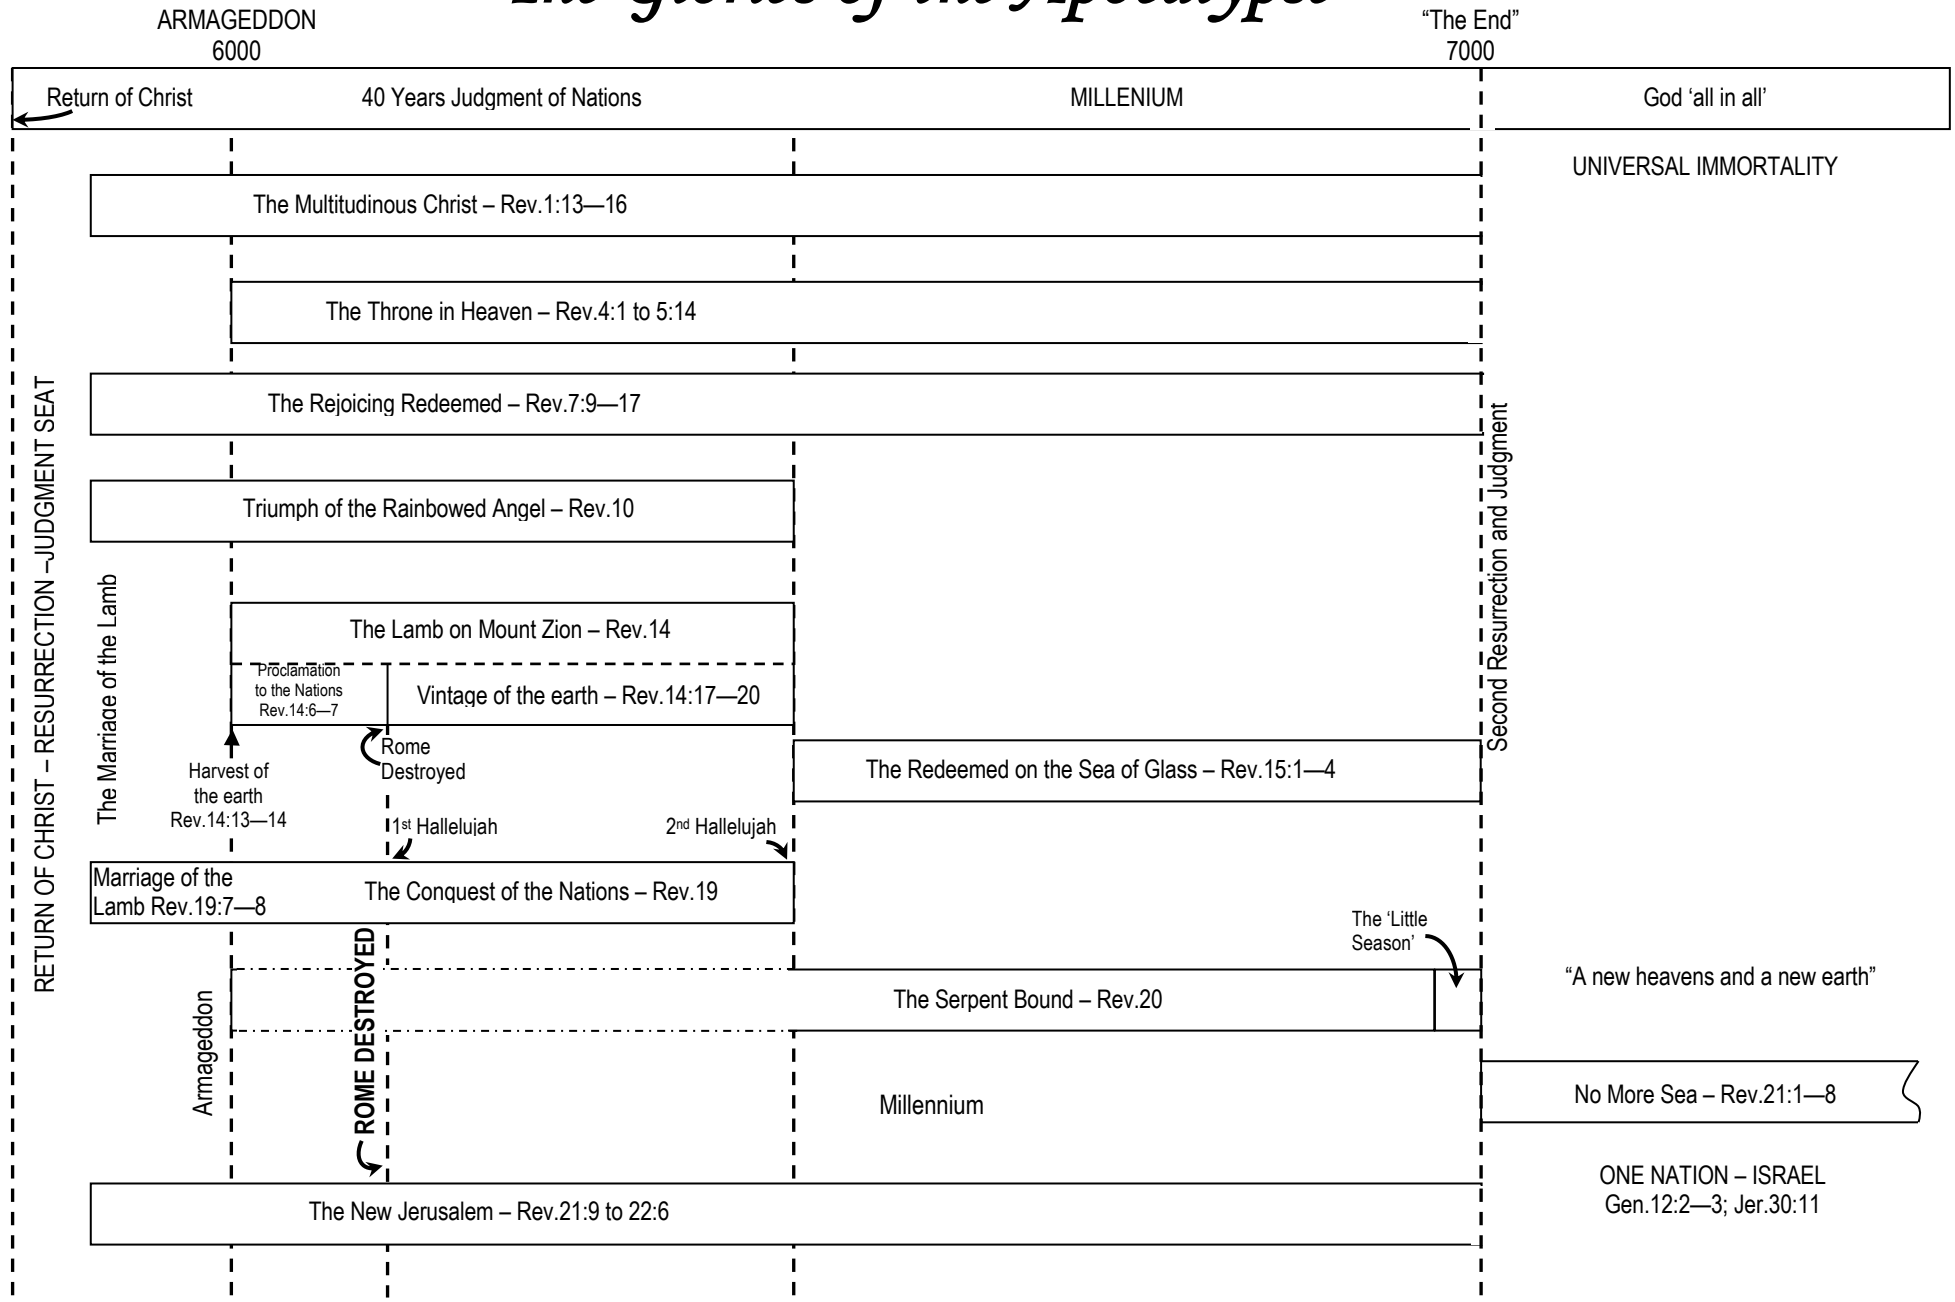 The Glories of the Apocalypse
ARMAGEDDON
6000
“The End”
7000
Return of Christ
40 Years Judgment of Nations
MILLENIUM
God ‘all in all’
UNIVERSAL IMMORTALITY
The Multitudinous Christ – Rev.1:13—16
The Throne in Heaven – Rev.4:1 to 5:14
The Rejoicing Redeemed – Rev.7:9—17
RETURN OF CHRIST – RESURRECTION –JUDGMENT SEAT
Second Resurrection and Judgment
Triumph of the Rainbowed Angel – Rev.10
The Marriage of the Lamb
The Lamb on Mount Zion – Rev.14
Proclamation
to the Nations
Rev.14:6—7
Vintage of the earth – Rev.14:17—20
Rome
Destroyed
Harvest of
the earth
Rev.14:13—14
The Redeemed on the Sea of Glass – Rev.15:1—4
1st Hallelujah
2nd Hallelujah
Marriage of the
Lamb Rev.19:7—8
The Conquest of the Nations – Rev.19
The ‘Little
Season’
ROME DESTROYED
Armageddon
The Serpent Bound – Rev.20
“A new heavens and a new earth”
Millennium
No More Sea – Rev.21:1—8
ONE NATION – ISRAEL
Gen.12:2—3; Jer.30:11
The New Jerusalem – Rev.21:9 to 22:6